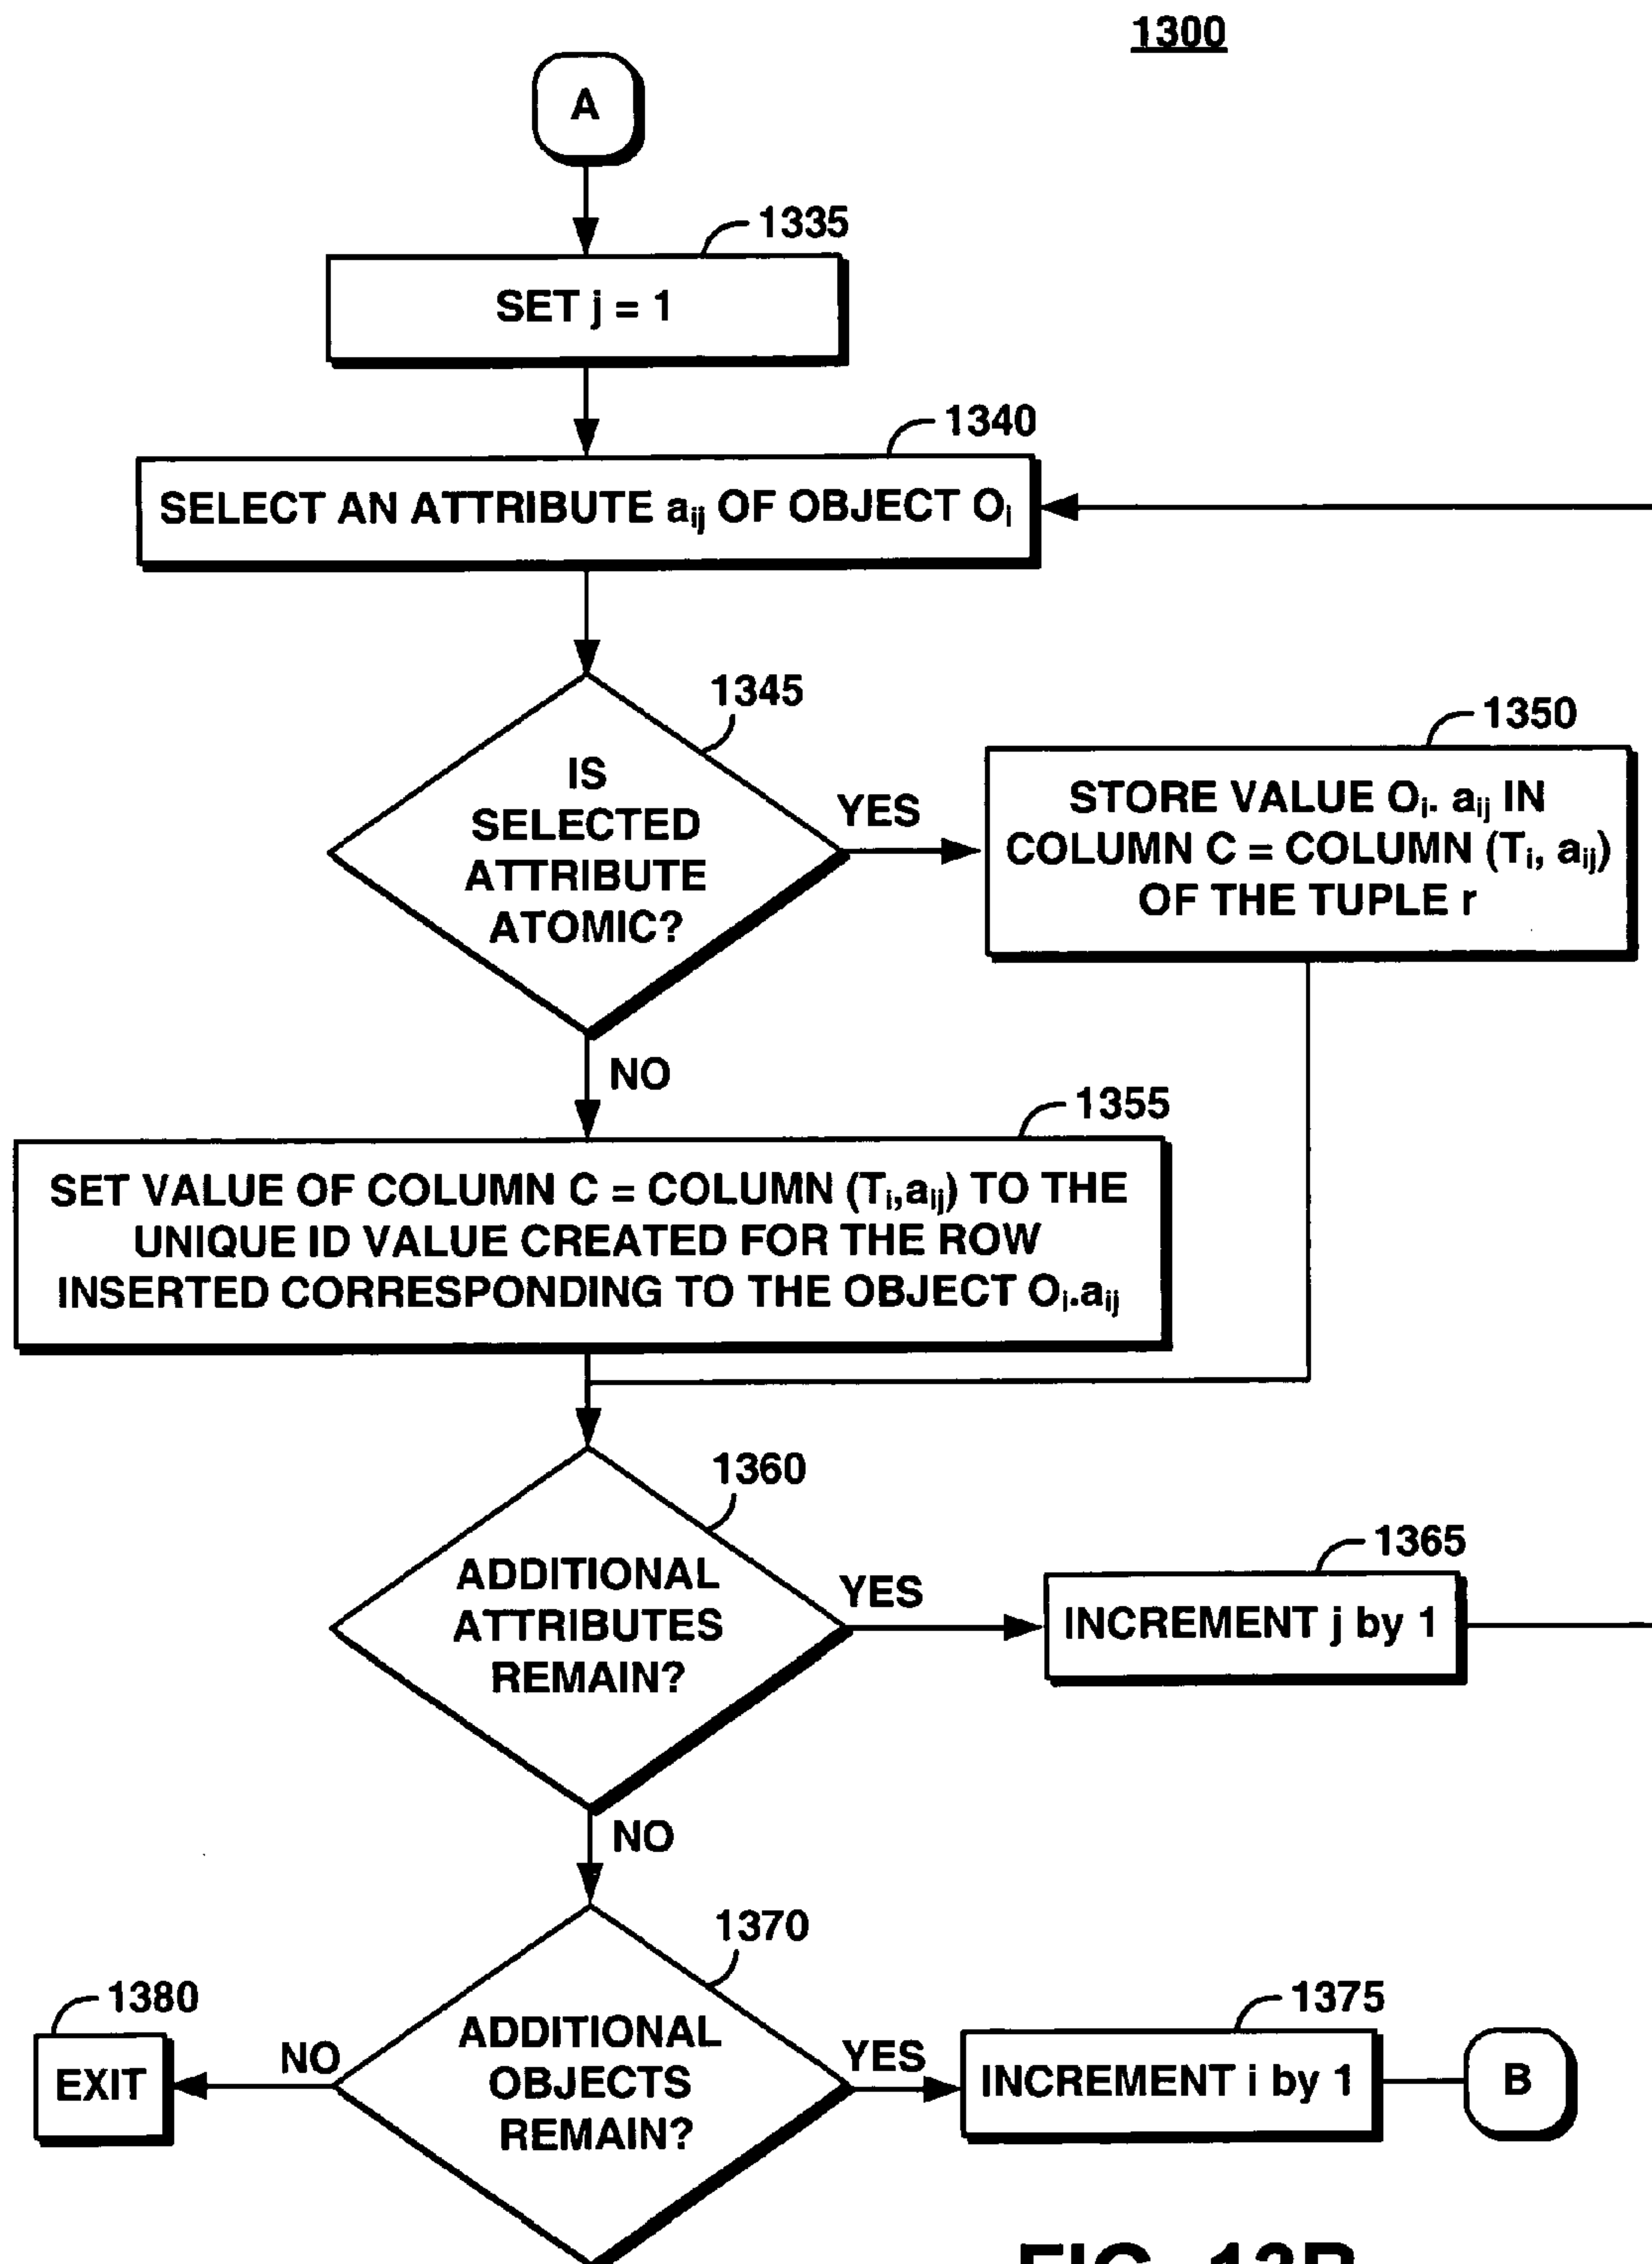 1300
A
1335
SET j = 1
1340
SELECT AN ATTRIBUTE aij OF OBJECT Oi
1345
IS
SELECTED
ATTRIBUTE
ATOMIC?
YES
1350
STORE VALUE Oi. aij IN
COLUMN C = COLUMN (Ti, aij)
OF THE TUPLE r
NO
1355
SET VALUE OF COLUMN C = COLUMN (Ti,aij) TO THE
UNIQUE ID VALUE CREATED FOR THE ROW
INSERTED CORRESPONDING TO THE OBJECT Oi.aij
1360
ADDITIONAL
ATTRIBUTES
REMAIN?
YES
1365
INCREMENT j by 1
NO
1370
ADDITIONAL
OBJECTS
REMAIN?
1380
EXIT
NO
YES
1375
INCREMENT i by 1
B
FIG. 13B